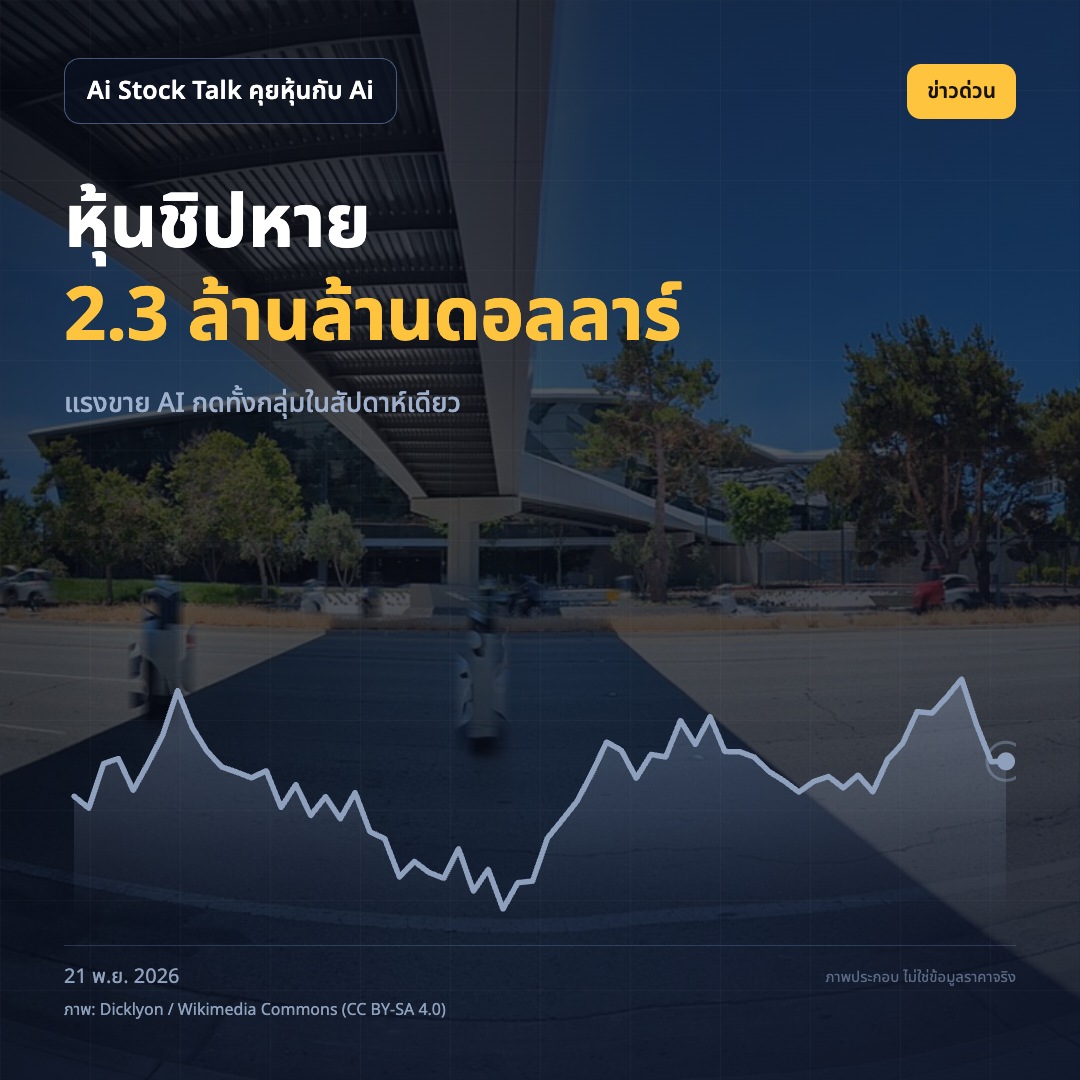 Ai Stock Talk คุยหุ้นกับ Ai
ข่าวด่วน
หุ้นชิปหาย
2.3 ล้านล้านดอลลาร์
แรงขาย AI กดทั้งกลุ่มในสัปดาห์เดียว
21 พ.ย. 2026
ภาพประกอบ ไม่ใช่ข้อมูลราคาจริง
ภาพ: Dicklyon / Wikimedia Commons (CC BY-SA 4.0)